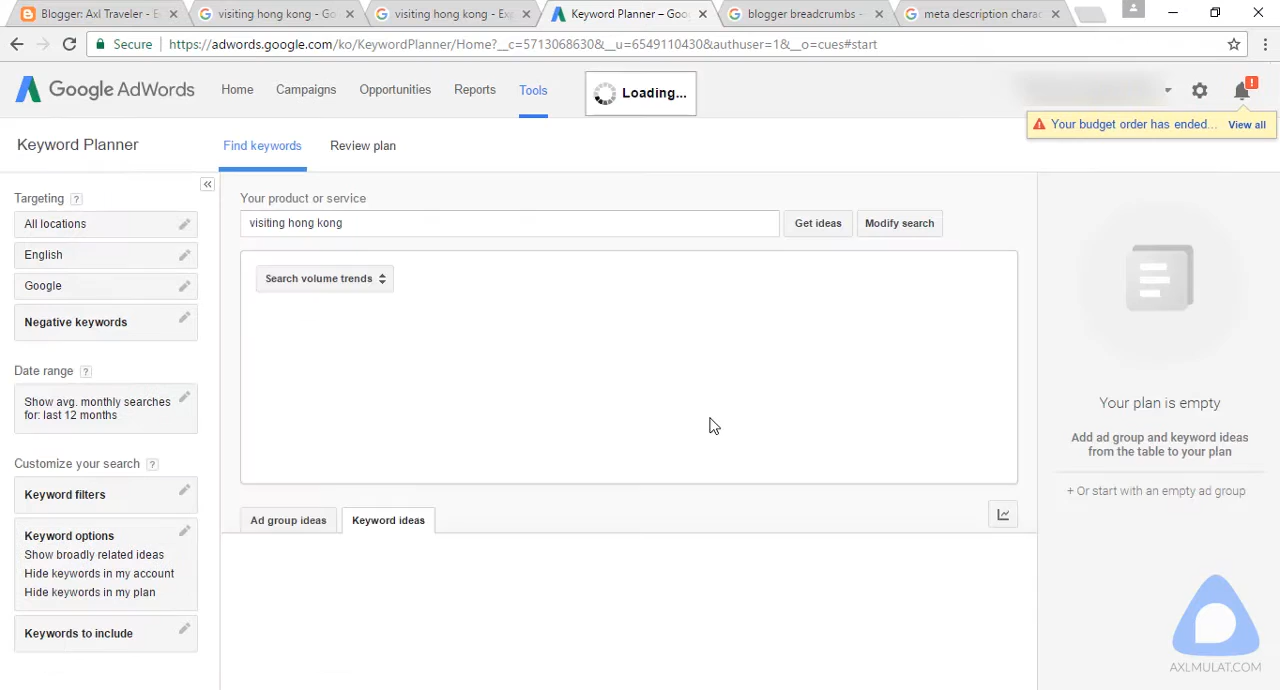 Blogger: Axl Traveler - E
visiting hong kong - Go
visiting hong kong - Exp
Keyword Planner – Goo
blogger breadcrumbs -
meta description charac
Secure
https://adwords.google.com/ko/KeywordPlanner/Home?__c=5713068630&__u=6549110430&authuser=1&__o=cues#start
Google AdWords
Home
Campaigns
Opportunities
Reports
Tools
Loading...
!
Your budget order has ended... View all
Keyword Planner
Find keywords
Review plan
Targeting ?
All locations
English
Google
Negative keywords
Date range ?
Show avg. monthly searches
for: last 12 months
Customize your search ?
Keyword filters
Keyword options
Show broadly related ideas
Hide keywords in my account
Hide keywords in my plan
Keywords to include
Your product or service
visiting hong kong
Get ideas
Modify search
Search volume trends
Ad group ideas
Keyword ideas
Your plan is empty
Add ad group and keyword ideas
from the table to your plan
+ Or start with an empty ad group
AXLMULAT.COM